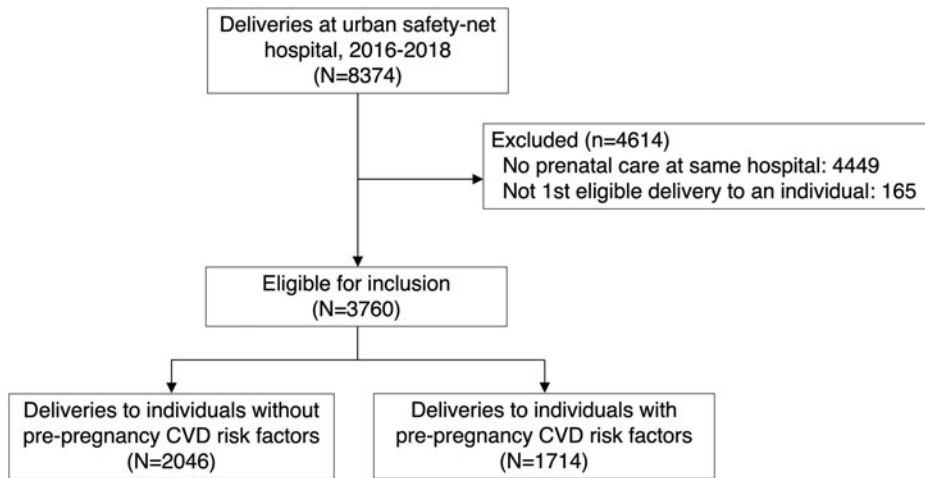 Deliveries at urban safety-net
hospital, 2016-2018
(N=8374)
Excluded (n=4614)
No prenatal care at same hospital: 4449
Not 1st eligible delivery to an individual: 165
Eligible for inclusion
(N=3760)
Deliveries to individuals without
pre-pregnancy CVD risk factors
(N=2046)
Deliveries to individuals with
pre-pregnancy CVD risk factors
(N=1714)